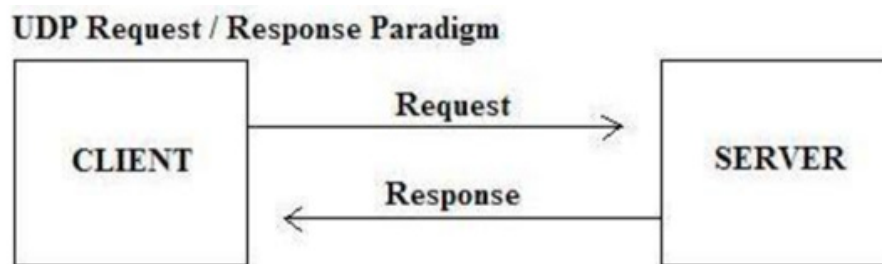 UDP Request / Response Paradigm
Request
CLIENT
SERVER
Response